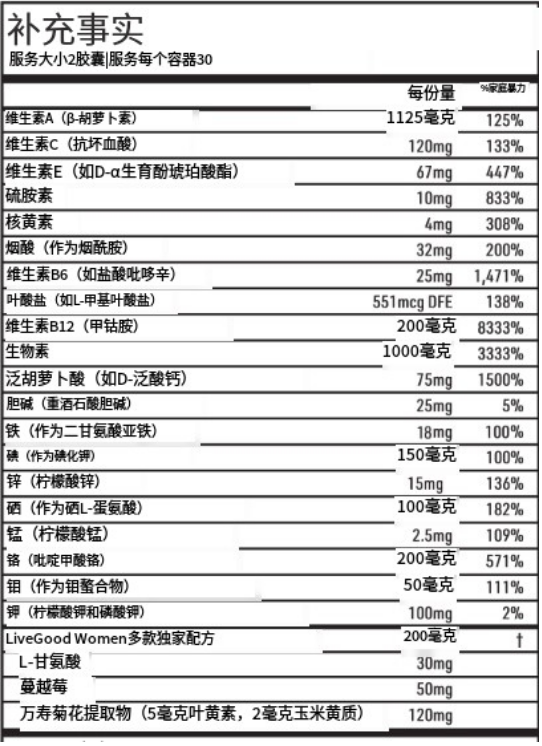 补充事实
服务大小2胶囊|服务每个容器30
每份量 %家庭暴力
维生素A（β-胡萝卜素） 1125毫克 125%
维生素C（抗坏血酸） 120mg 133%
维生素E（如D-α生育酚琥珀酸酯） 67mg 447%
硫胺素 10mg 833%
核黄素 4mg 308%
烟酸（作为烟酰胺） 32mg 200%
维生素B6（如盐酸吡哆辛） 25mg 1,471%
叶酸盐（如L-甲基叶酸盐） 551mcg DFE 138%
维生素B12（甲钴胺） 200毫克 8333%
生物素 1000毫克 3333%
泛胡萝卜酸（如D-泛酸钙） 75mg 1500%
胆碱（重酒石酸胆碱） 25mg 5%
铁（作为二甘氨酸亚铁） 18mg 100%
碘（作为碘化钾） 150毫克 100%
锌（柠檬酸锌） 15mg 136%
硒（作为硒L-蛋氨酸） 100毫克 182%
锰（柠檬酸锰） 2.5mg 109%
铬（吡啶甲酸铬） 200毫克 571%
钼（作为钼螯合物） 50毫克 111%
钾（柠檬酸钾和磷酸钾） 100mg 2%
LiveGood Women多款独家配方 200毫克 †
L-甘氨酸 30mg
蔓越莓 50mg
万寿菊花提取物（5毫克叶黄素，2毫克玉米黄质） 120mg